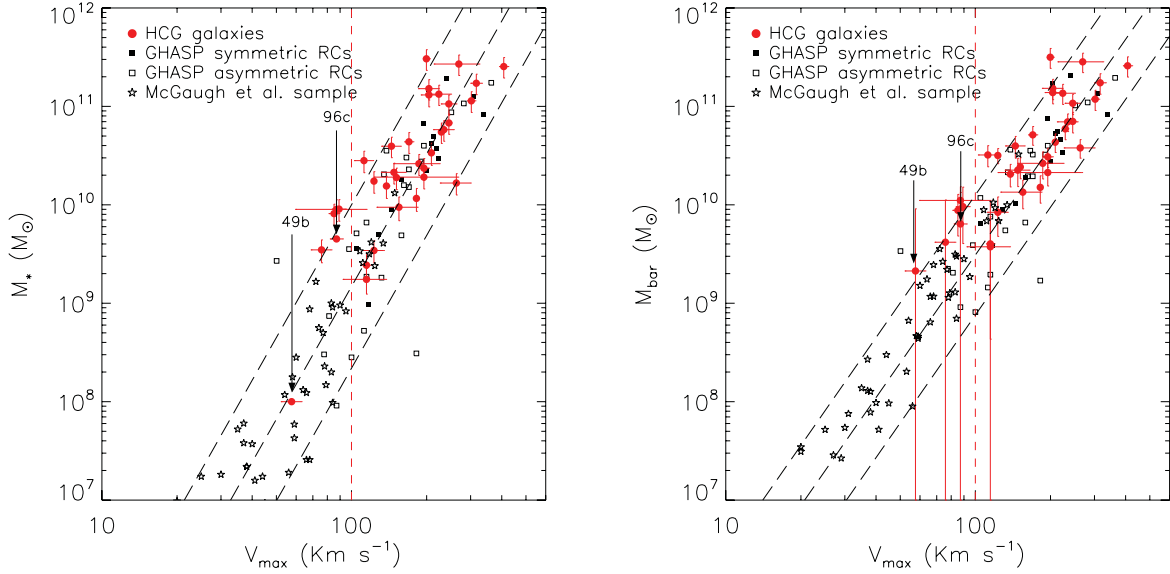 10¹²
10¹¹
10¹⁰
10⁹
10⁸
10⁷
M* (M☉)
HCG galaxies
GHASP symmetric RCs
GHASP asymmetric RCs
McGaugh et al. sample
96c
49b
10
100
Vmax (Km s⁻¹)
10¹²
10¹¹
10¹⁰
10⁹
10⁸
10⁷
Mbar (M☉)
HCG galaxies
GHASP symmetric RCs
GHASP asymmetric RCs
McGaugh et al. sample
96c
49b
10
100
Vmax (Km s⁻¹)